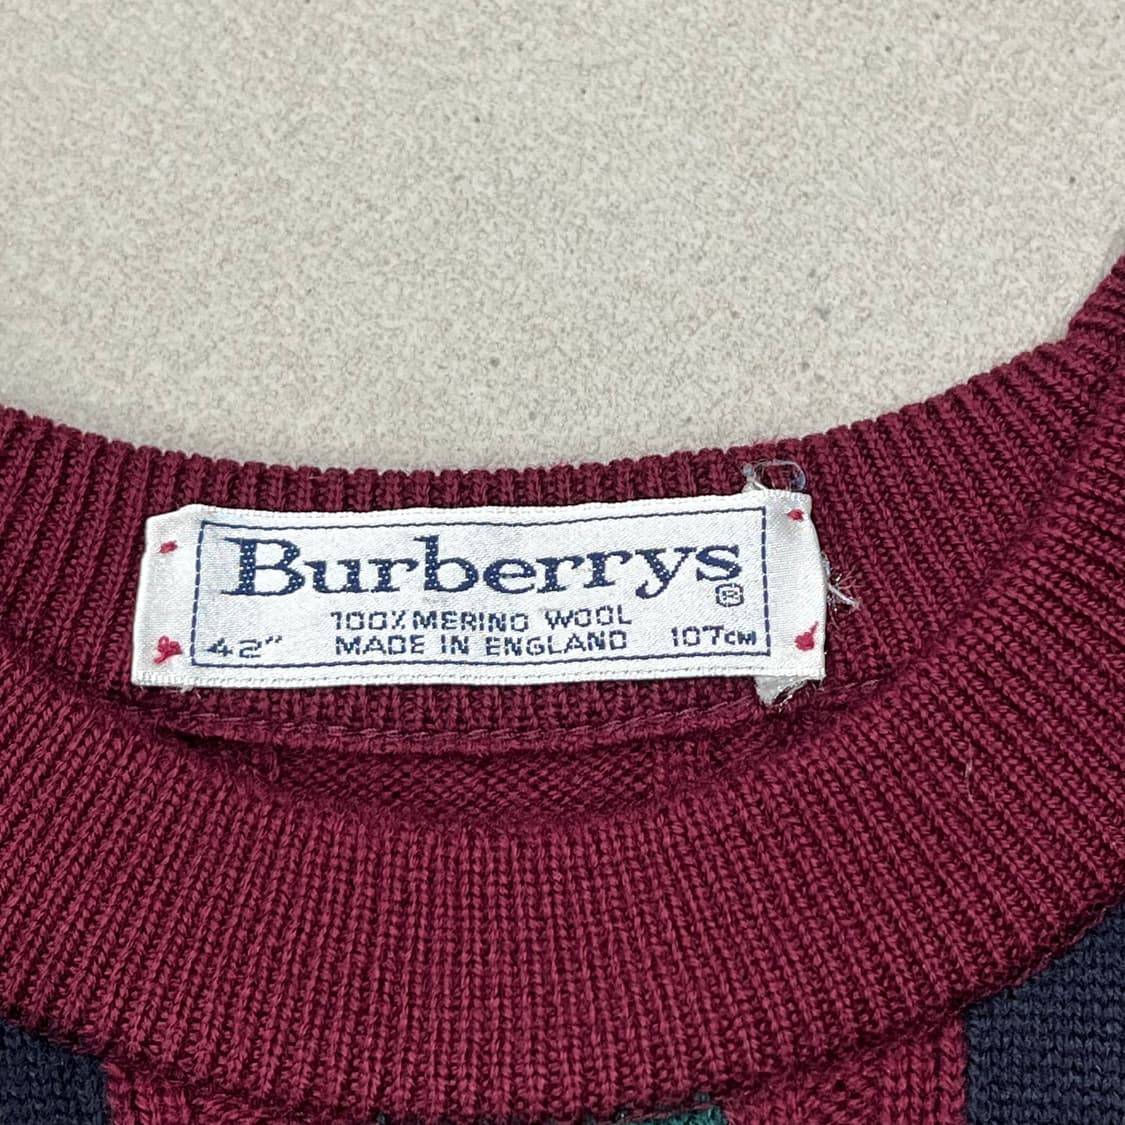 Burberrys
®
100% MERINO WOOL
42" MADE IN ENGLAND 107CM